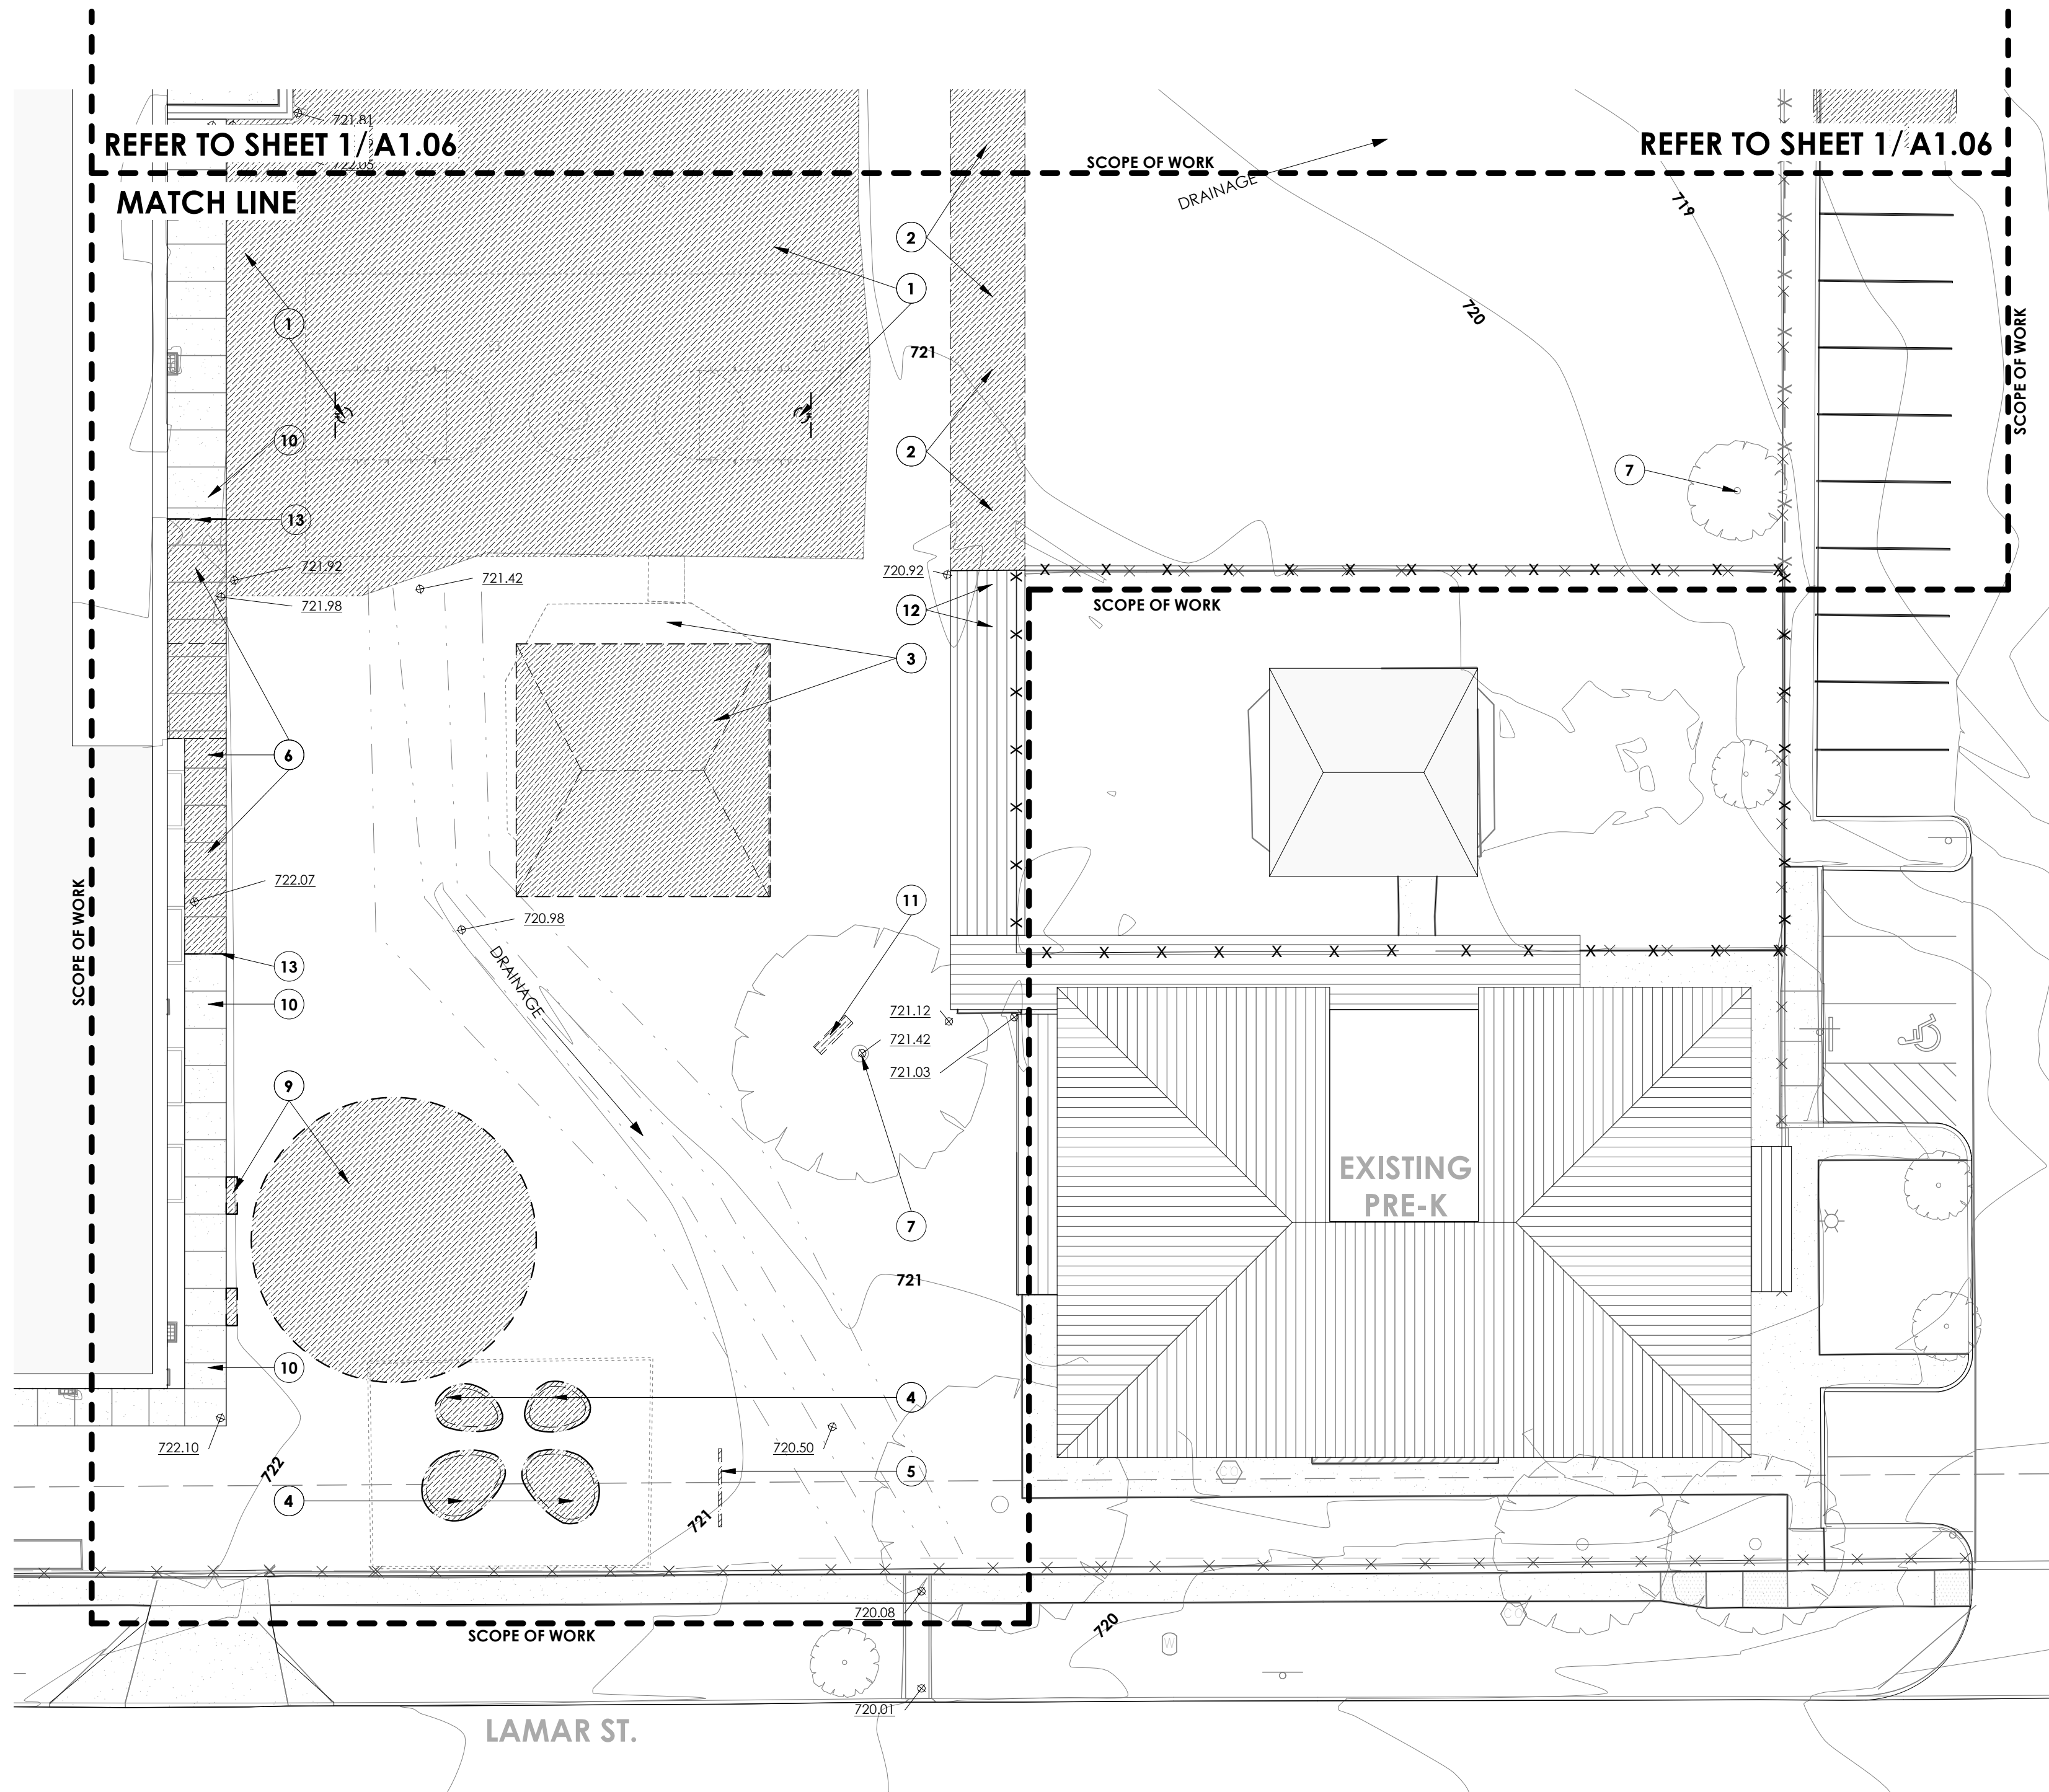 721.81
REFER TO SHEET 1/ A1.06
722.05
REFER TO SHEET 1/ A1.06
SCOPE OF WORK
MATCH LINE
DRAINAGE
719
2
1
1
720
SCOPE OF WORK
721
10
2
7
13
721.92
721.42
720.92
721.98
12
SCOPE OF WORK
3
6
722.07
11
720.98
SCOPE OF WORK
13
DRAINAGE
10
721.12
721.42
721.03
9
EXISTING
PRE-K
7
721
10
4
722.10
720.50
722
5
4
721
720.08
720
SCOPE OF WORK
W
720.01
LAMAR ST.